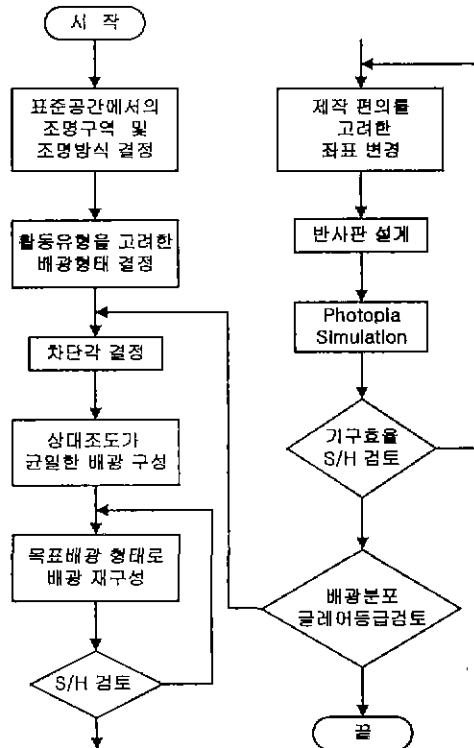 시 작
표준공간에서의
조명구역 및
조명방식 결정
활동유형을 고려한
배광형태 결정
차단각 결정
상대조도가
균일한 배광 구성
목표배광 형태로
배광 재구성
S/H 검토
제작 편의를
고려한
좌표 변경
반사판 설계
Photopia
Simulation
기구효율
S/H 검토
배광분포
글레어등급검토
끝